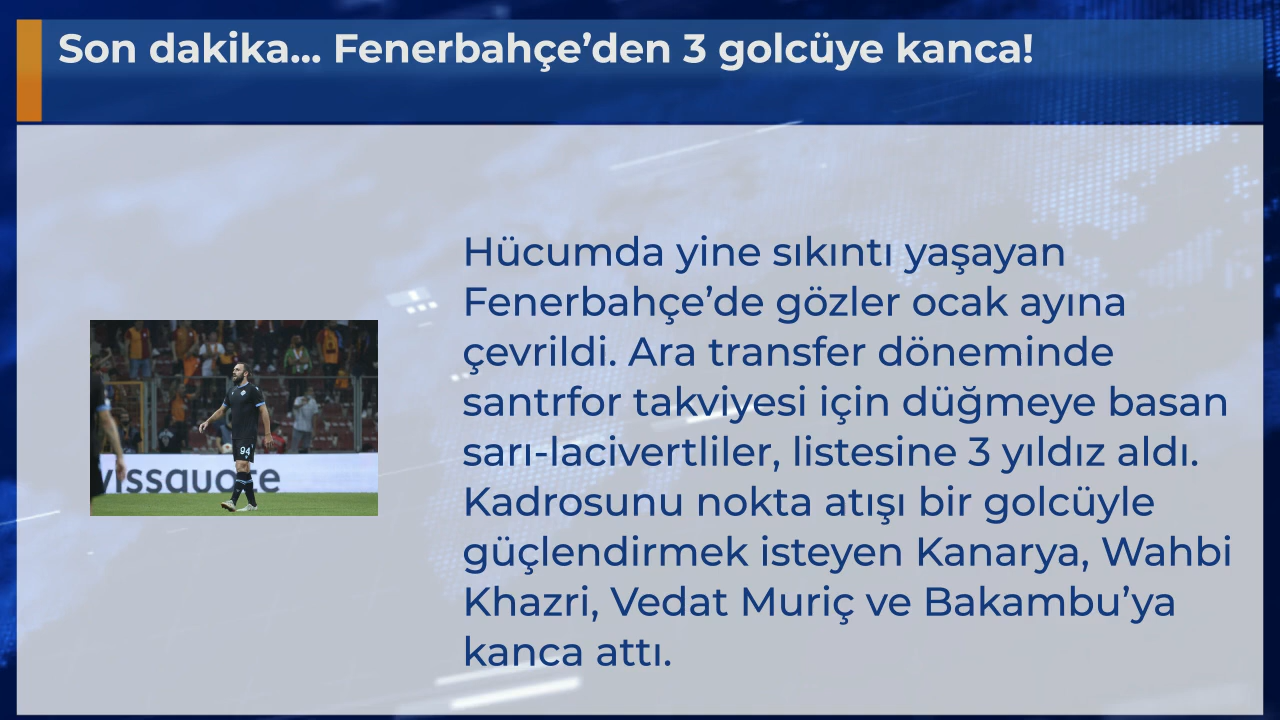 Son dakika... Fenerbahçe’den 3 golcüye kanca!
Hücumda yine sıkıntı yaşayan
Fenerbahçe’de gözler ocak ayına
çevrildi. Ara transfer döneminde
santrfor takviyesi için düğmeye basan
sarı-lacivertliler, listesine 3 yıldız aldı.
Kadrosunu nokta atışı bir golcüyle
güçlendirmek isteyen Kanarya, Wahbi
Khazri, Vedat Muriç ve Bakambu’ya
kanca attı.
94
vissquote